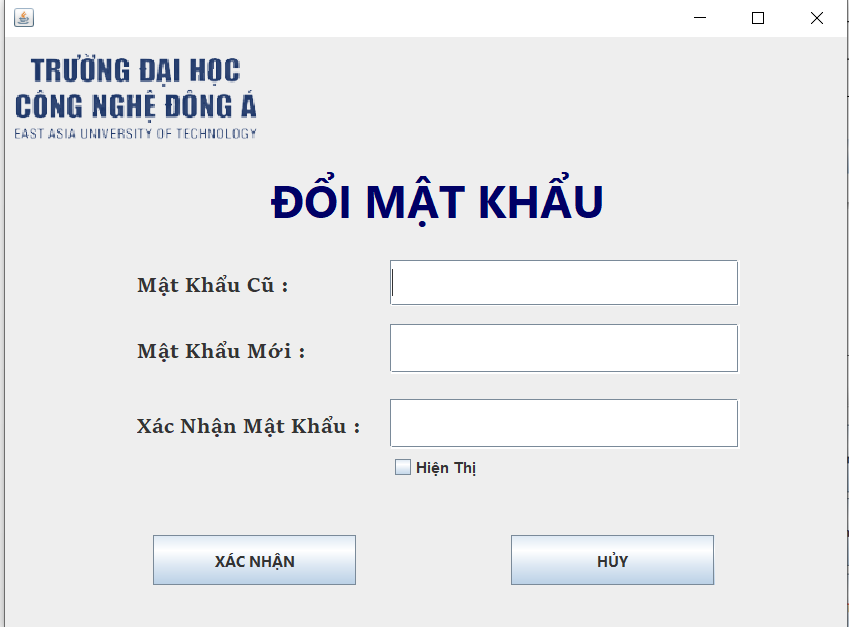 TRƯỜNG ĐẠI HỌC
CÔNG NGHỆ ĐÔNG Á
EAST ASIA UNIVERSITY OF TECHNOLOGY
ĐỔI MẬT KHẨU
Mật Khẩu Cũ :
Mật Khẩu Mới :
Xác Nhận Mật Khẩu :
Hiện Thị
XÁC NHẬN
HỦY